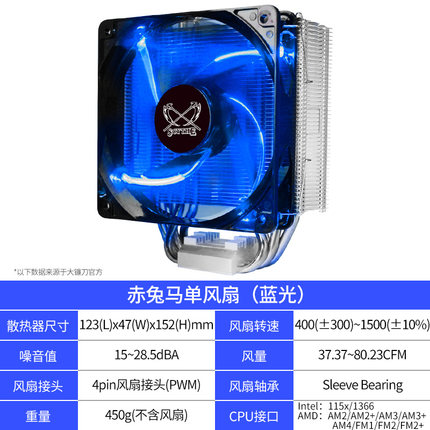 SCYTHE
*以下数据来源于大镰刀官方
赤兔马单风扇（蓝光）
散热器尺寸 123(L)x47(W)x152(H)mm 风扇转速 400(±300)~1500(±10%)
噪音值 15~28.5dBA 风量 37.37~80.23CFM
风扇接头 4pin风扇接头(PWM) 风扇轴承 Sleeve Bearing
重量 450g(不含风扇) CPU接口 Intel: 115x/1366
AMD: AM2/AM2+/AM3/AM3+
AM4/FM1/FM2/FM2+